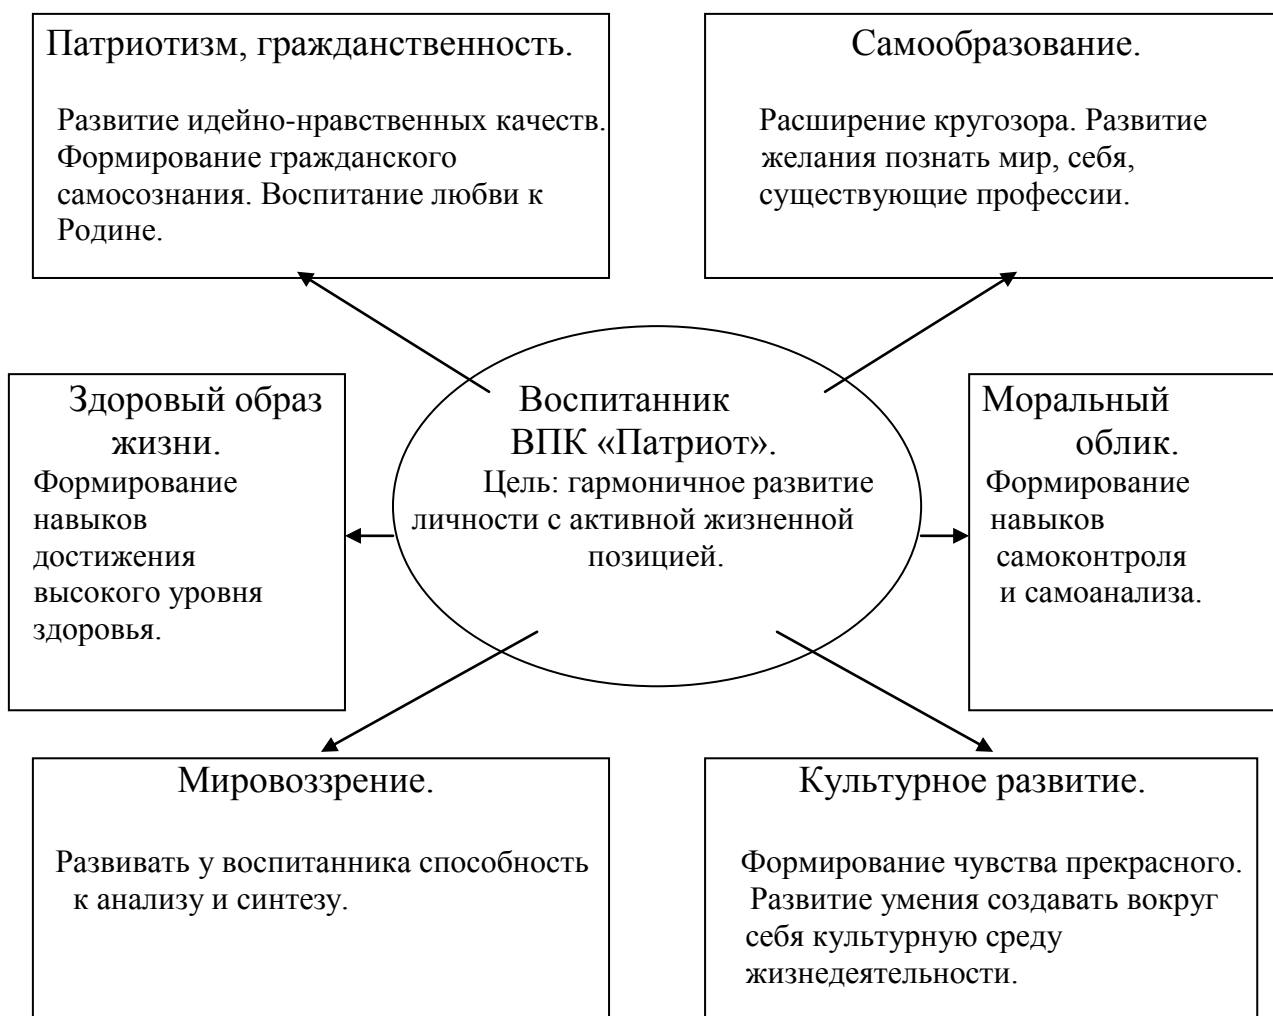 Патриотизм, гражданственность.
Развитие идейно-нравственных качеств.
Формирование гражданского
самосознания. Воспитание любви к
Родине.
Самообразование.
Расширение кругозора. Развитие
желания познать мир, себя,
существующие профессии.
Здоровый образ
жизни.
Формирование
навыков
достижения
высокого уровня
здоровья.
Воспитанник
ВПК «Патриот».
Цель: гармоничное развитие
личности с активной жизненной
позицией.
Моральный
облик.
Формирование
навыков
самоконтроля
и самоанализа.
Мировоззрение.
Развивать у воспитанника способность
к анализу и синтезу.
Культурное развитие.
Формирование чувства прекрасного.
Развитие умения создавать вокруг
себя культурную среду
жизнедеятельности.